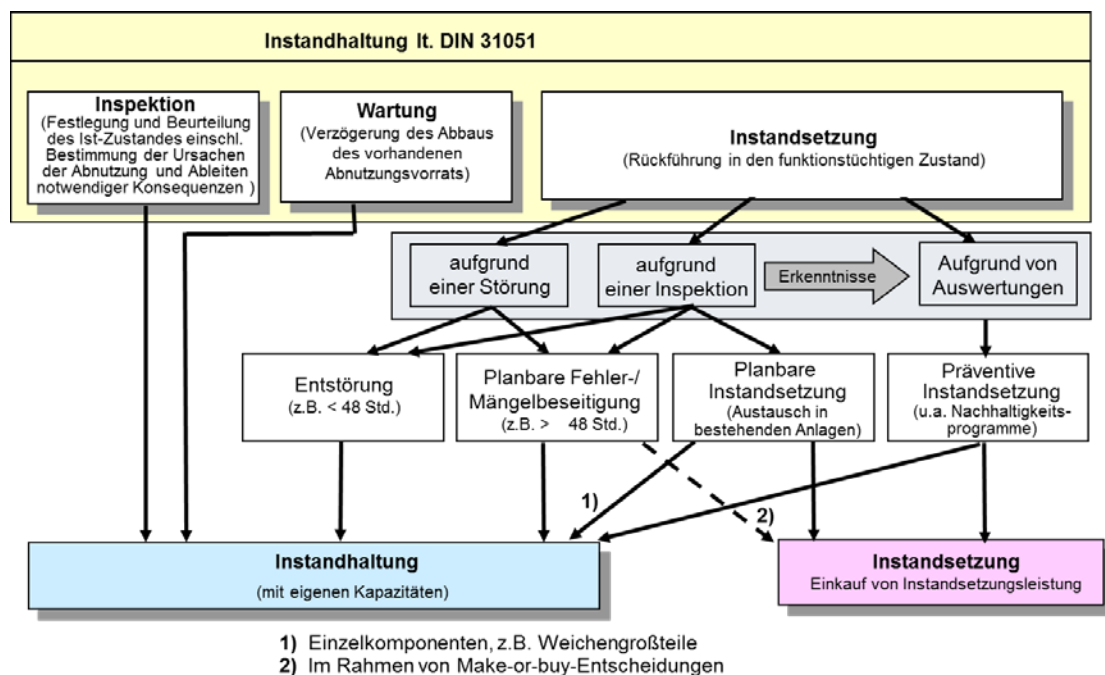 Instandhaltung lt. DIN 31051
Inspektion
(Festlegung und Beurteilung
des Ist-Zustandes einschl.
Bestimmung der Ursachen
der Abnutzung und Ableiten
notwendiger Konsequenzen )
Wartung
(Verzögerung des Abbaus
des vorhandenen
Abnutzungsvorrats)
Instandsetzung
(Rückführung in den funktionstüchtigen Zustand)
aufgrund
einer Störung
aufgrund
einer Inspektion
Erkenntnisse
Aufgrund von
Auswertungen
Entstörung
(z.B. < 48 Std.)
Planbare Fehler-/
Mängelbeseitigung
(z.B. > 48 Std.)
Planbare
Instandsetzung
(Austausch in
bestehenden Anlagen)
Präventive
Instandsetzung
(u.a. Nachhaltigkeits-
programme)
1)
2)
Instandhaltung
(mit eigenen Kapazitäten)
Instandsetzung
Einkauf von Instandsetzungsleistung
1) Einzelkomponenten, z.B. Weichengroßteile
2) Im Rahmen von Make-or-buy-Entscheidungen